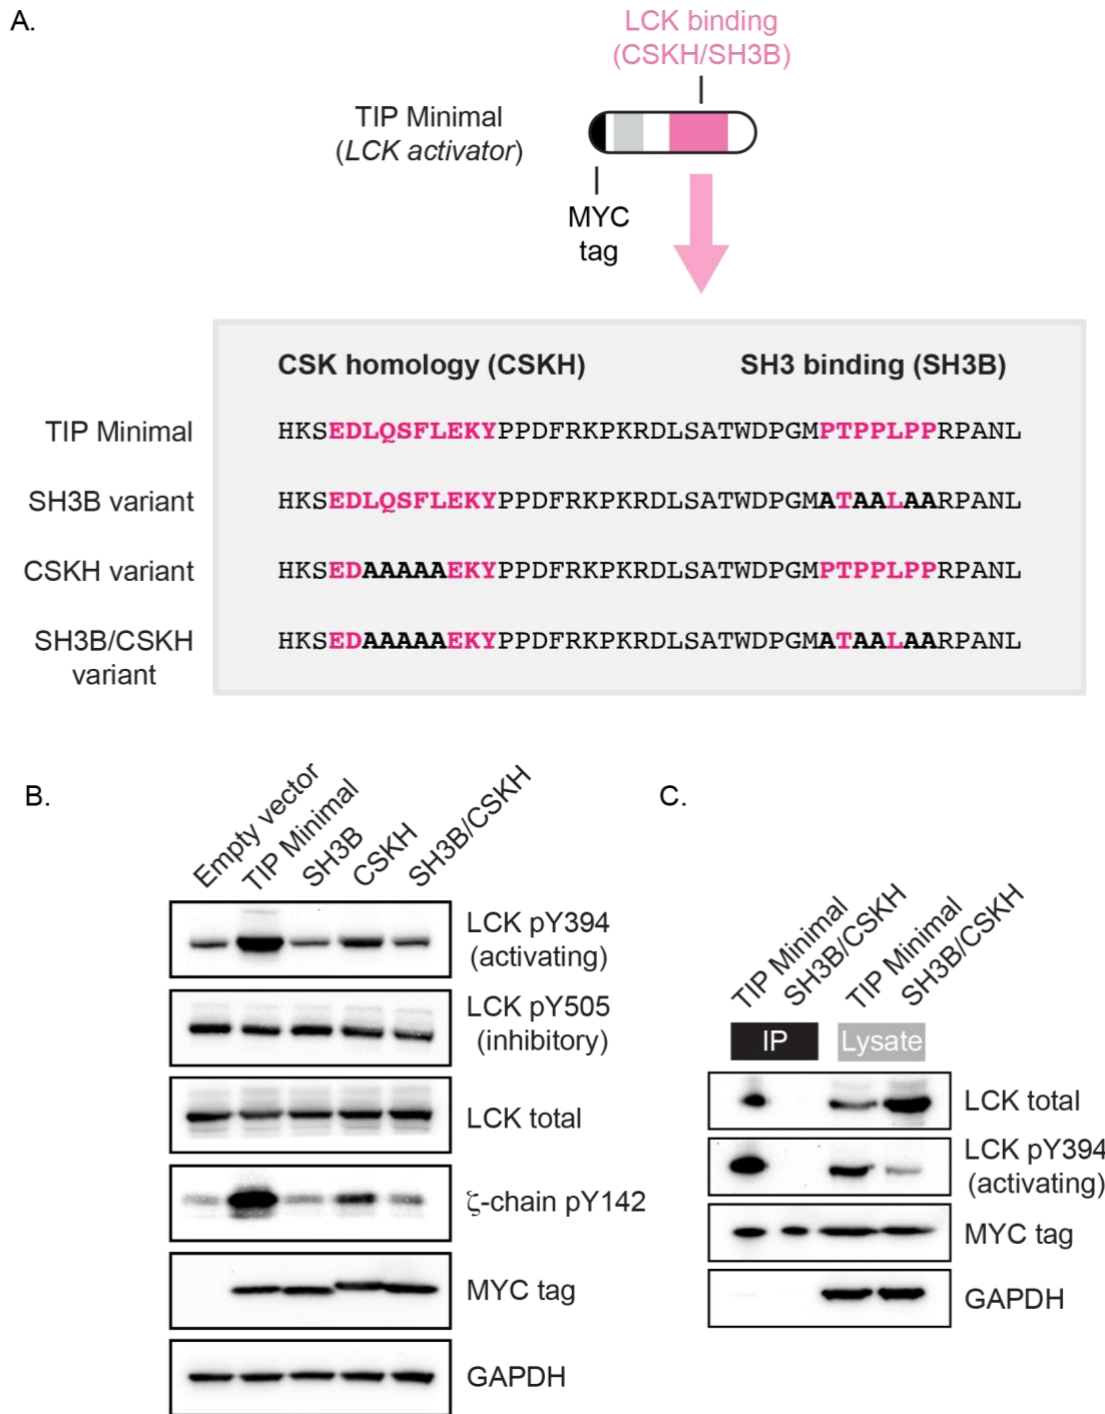 A.
LCK binding
(CSKH/SH3B)
TIP Minimal
(LCK activator)
MYC
tag
CSK homology (CSKH) SH3 binding (SH3B)
TIP Minimal HKSEDLQSFLEKYPPDFRKPKRDLSATWDPGMPTPPLPPRPANL
SH3B variant HKSEDLQSFLEKYPPDFRKPKRDLSATWDPGMATAALAARPANL
CSKH variant HKSEDAAAAAEKYPPDFRKPKRDLSATWDPGMPTPPLPPRPANL
SH3B/CSKH
variant
HKSEDAAAAAEKYPPDFRKPKRDLSATWDPGMATAALAARPANL
B.
Empty vector
TIP Minimal
SH3B
CSKH
SH3B/CSKH
LCK pY394
(activating)
LCK pY505
(inhibitory)
LCK total
ζ-chain pY142
MYC tag
GAPDH
C.
TIP Minimal
SH3B/CSKH
TIP Minimal
SH3B/CSKH
IP Lysate
LCK total
LCK pY394
(activating)
MYC tag
GAPDH